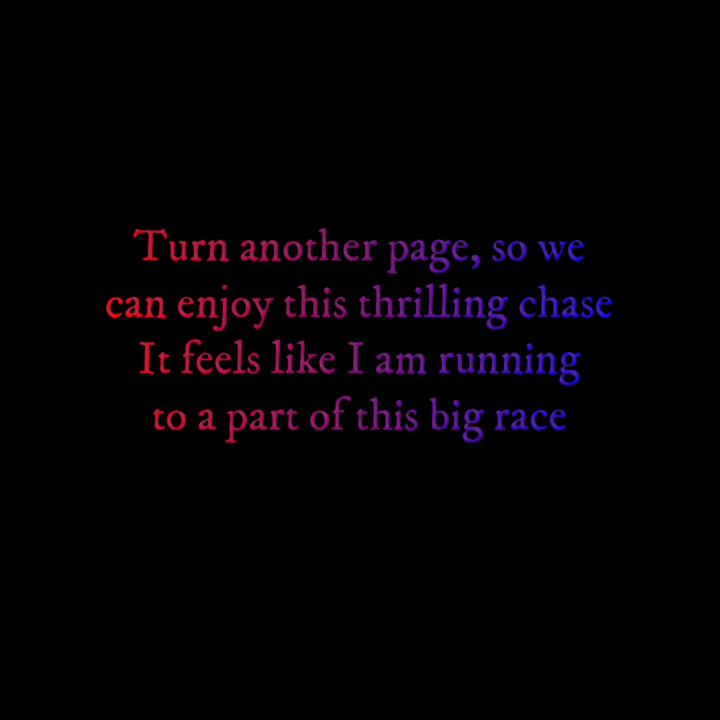 Turn another page, so we
can enjoy this thrilling chase
It feels like I am running
to a part of this big race